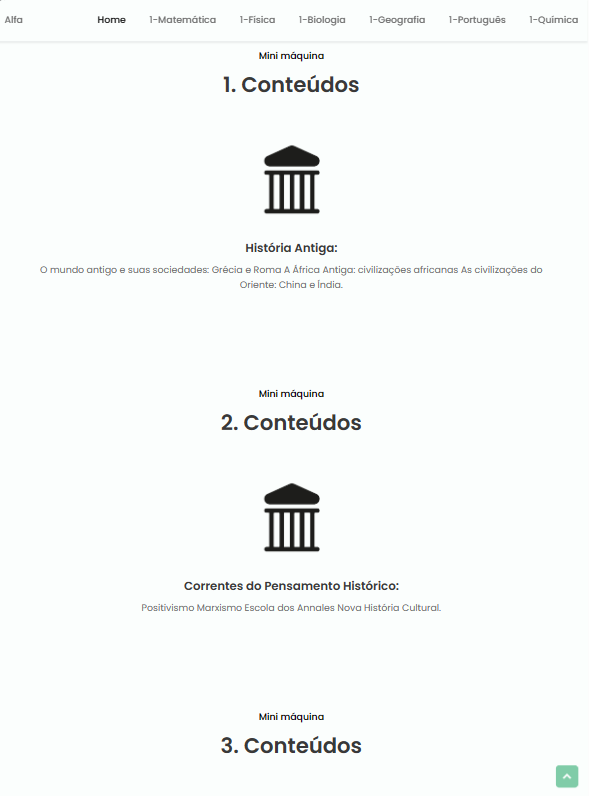 Alfa Home 1-Matemática 1-Física 1-Biologia 1-Geografia 1-Português 1-Quimica
Mini máquina
1. Conteúdos
História Antiga:
O mundo antigo e suas sociedades: Grécia e Roma A África Antiga: civilizações africanas As civilizações do
Oriente: China e Índia.
Mini máquina
2. Conteúdos
Correntes do Pensamento Histórico:
Positivismo Marxismo Escola dos Annales Nova História Cultural.
Mini máquina
3. Conteúdos